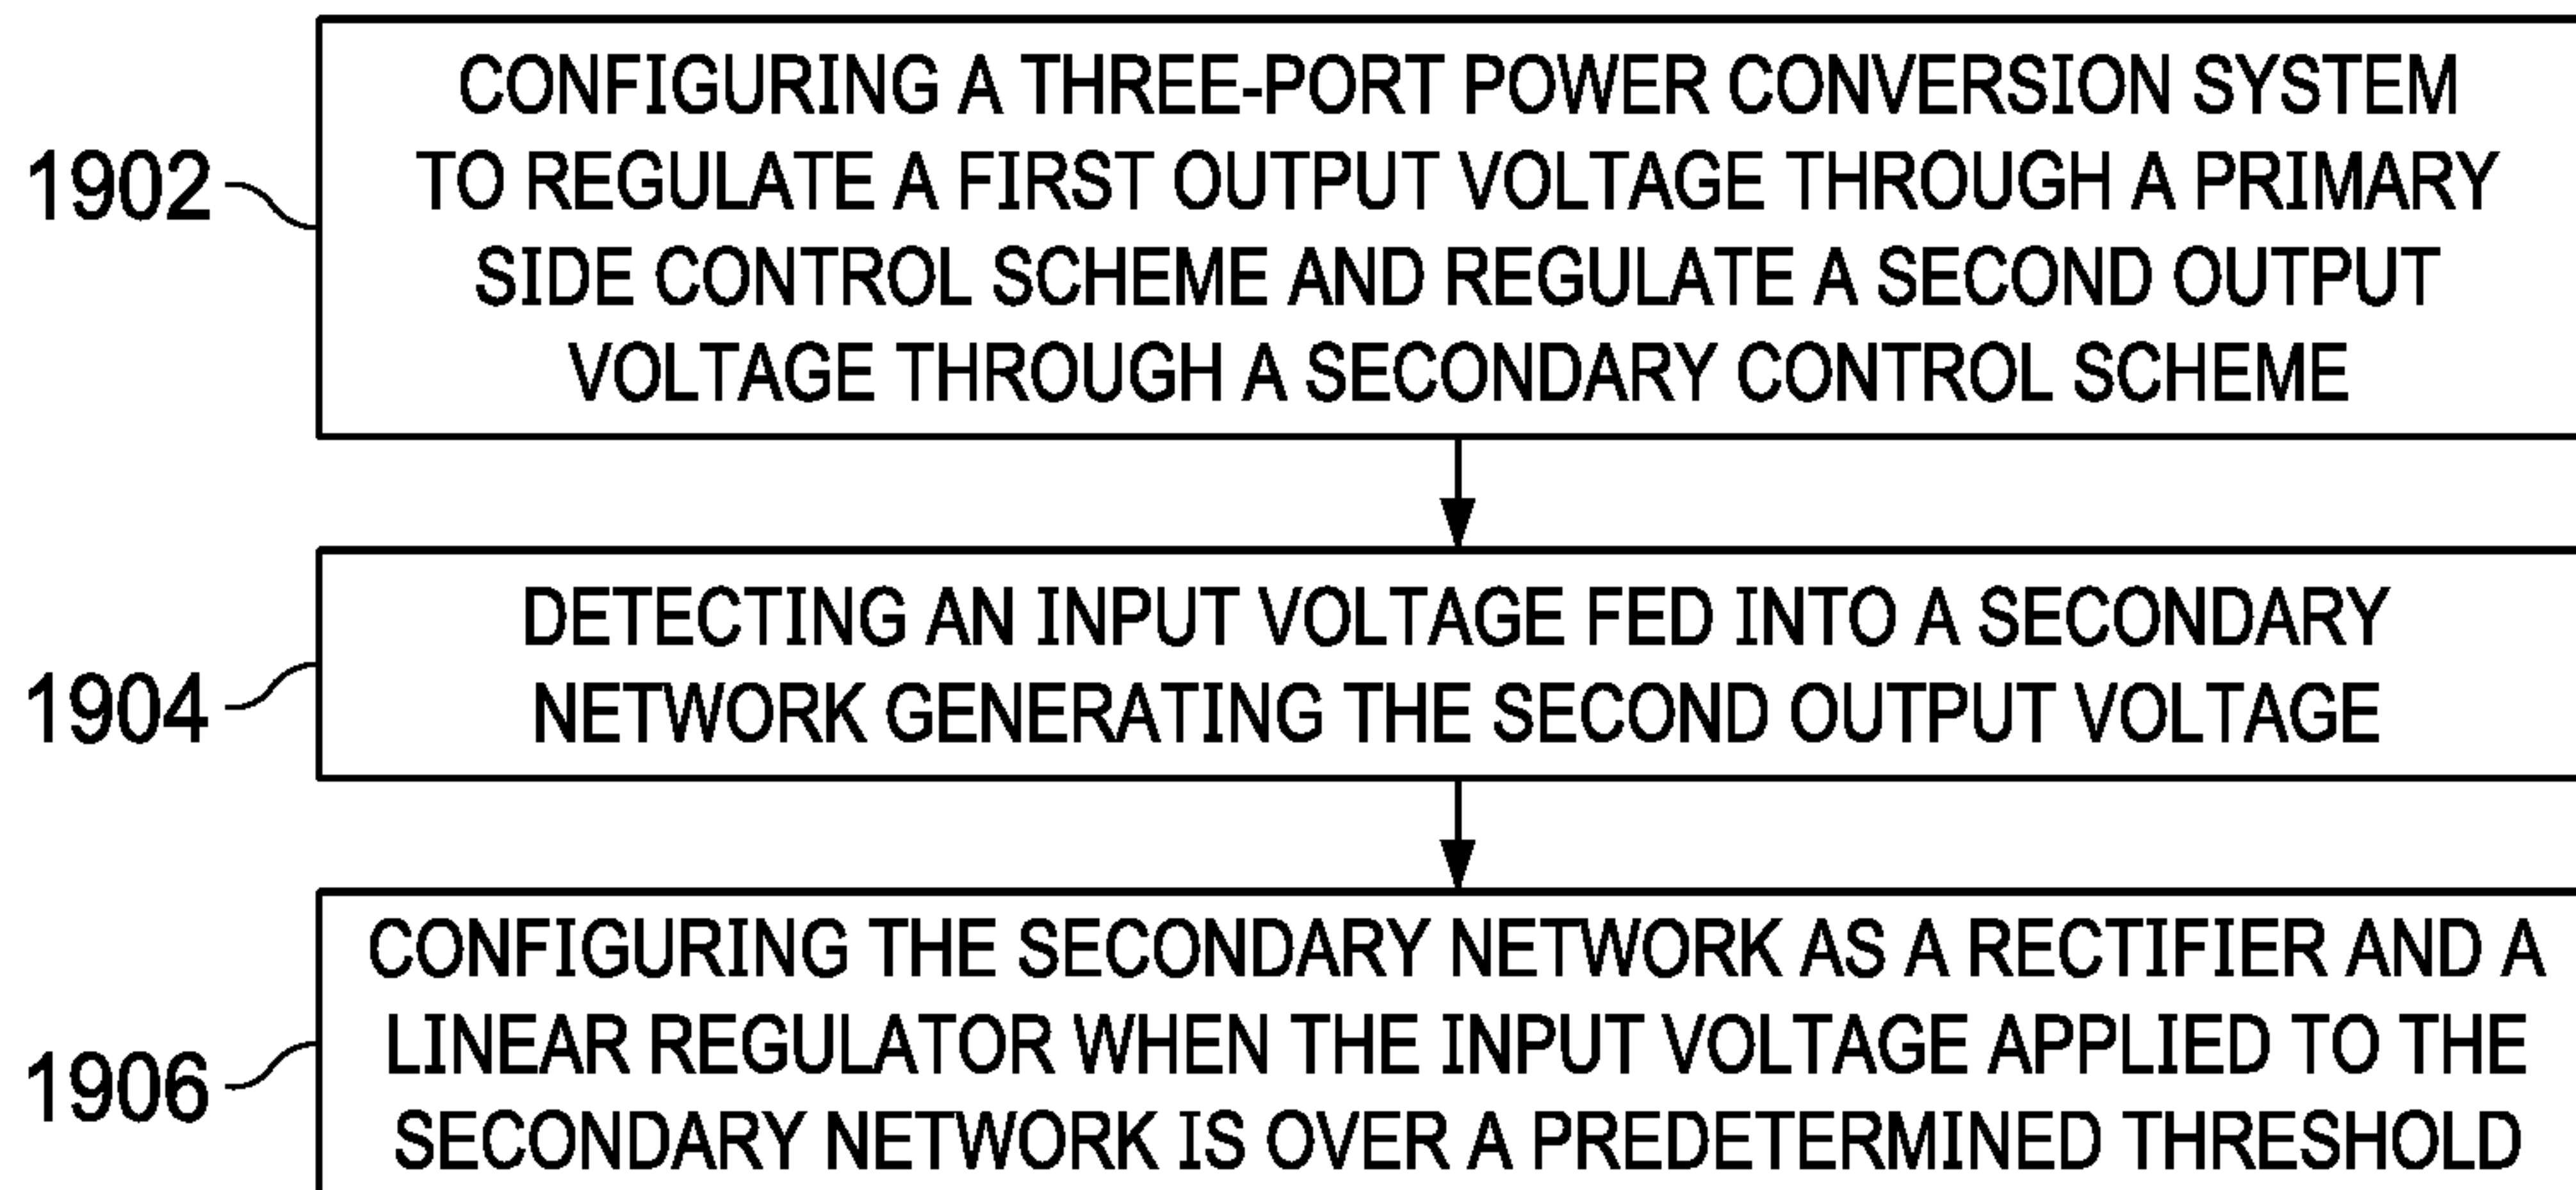 1902
CONFIGURING A THREE-PORT POWER CONVERSION SYSTEM
TO REGULATE A FIRST OUTPUT VOLTAGE THROUGH A PRIMARY
SIDE CONTROL SCHEME AND REGULATE A SECOND OUTPUT
VOLTAGE THROUGH A SECONDARY CONTROL SCHEME
1904
DETECTING AN INPUT VOLTAGE FED INTO A SECONDARY
NETWORK GENERATING THE SECOND OUTPUT VOLTAGE
1906
CONFIGURING THE SECONDARY NETWORK AS A RECTIFIER AND A
LINEAR REGULATOR WHEN THE INPUT VOLTAGE APPLIED TO THE
SECONDARY NETWORK IS OVER A PREDETERMINED THRESHOLD